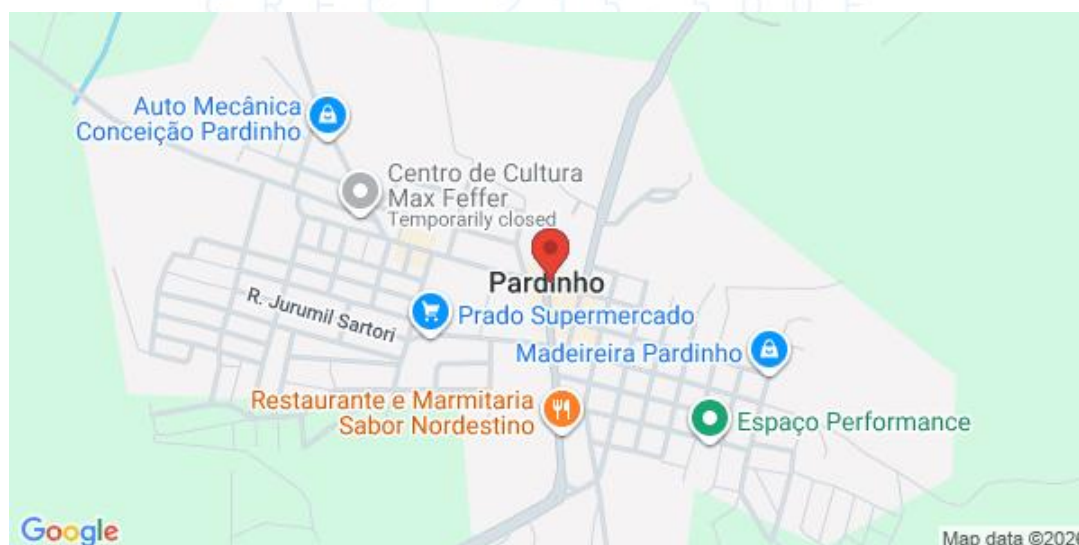 Auto Mecânica
Conceição Pardinho
Centro de Cultura
Max Feffer
Temporarily closed
Pardinho
R. Jurumil Sartori
Prado Supermercado
Madeireira Pardinho
Restaurante e Marmitaria
Sabor Nordestino
Espaço Performance
Google
Map data ©2026